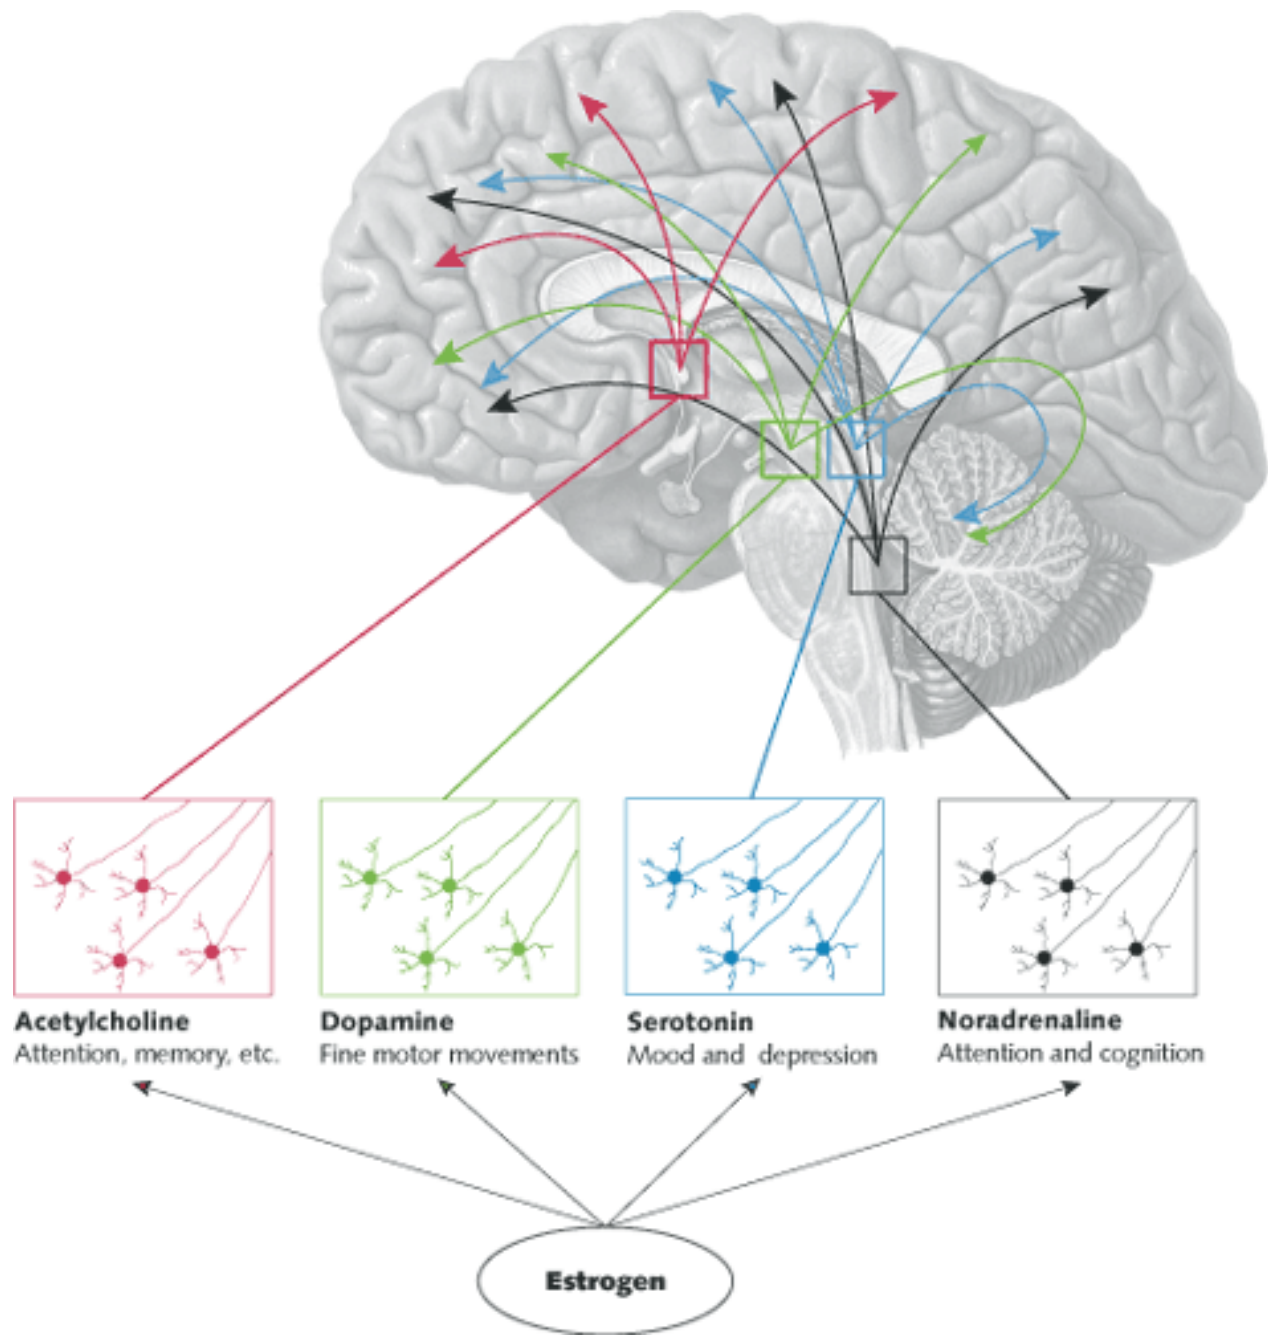 Acetylcholine
Attention, memory, etc.
Dopamine
Fine motor movements
Serotonin
Mood and depression
Noradrenaline
Attention and cognition
Estrogen